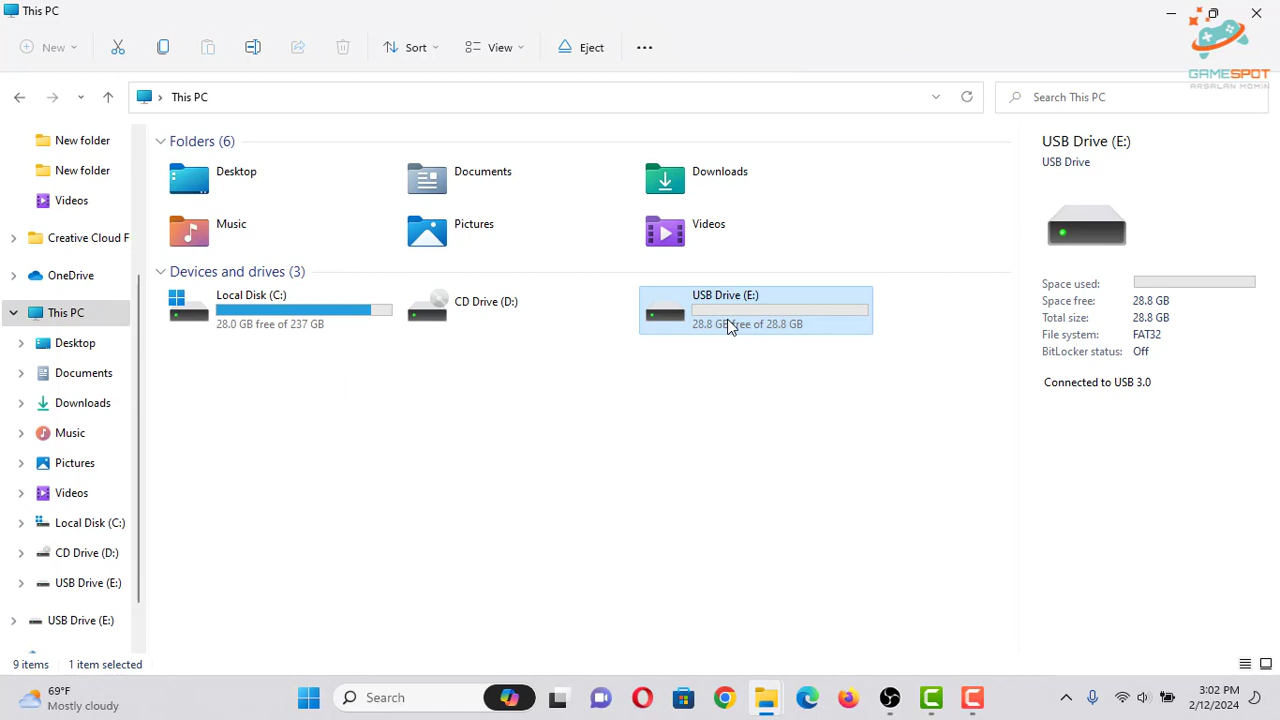 This PC
New
Sort
View
Eject
This PC
Search This PC
GAMESPOT
ARSALAN MOMIN
New folder
New folder
Videos
Creative Cloud F
OneDrive
This PC
Desktop
Documents
Downloads
Music
Pictures
Videos
Local Disk (C:)
CD Drive (D:)
USB Drive (E:)
USB Drive (E:)
Folders (6)
Desktop
Documents
Downloads
Music
Pictures
Videos
Devices and drives (3)
Local Disk (C:)
28.0 GB free of 237 GB
CD Drive (D:)
USB Drive (E:)
28.8 GB free of 28.8 GB
USB Drive (E:)
USB Drive
Space used:
Space free: 28.8 GB
Total size: 28.8 GB
File system: FAT32
BitLocker status: Off
Connected to USB 3.0
9 items 1 item selected
69°F
Mostly cloudy
Search
3:02 PM
2/12/2024